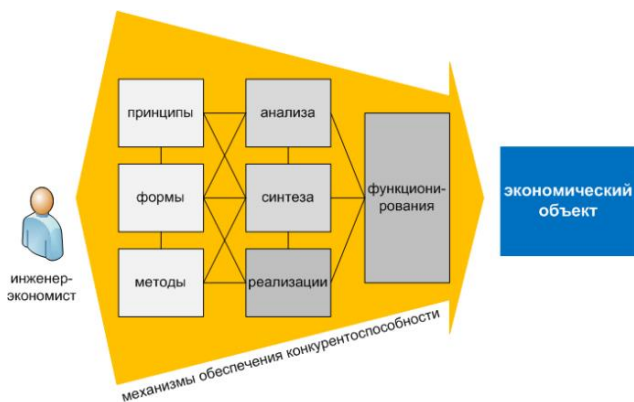 принципы
анализа
формы
синтеза
функциони-
рования
методы
реализации
инженер-
экономист
экономический
объект
механизмы обеспечения конкурентоспособности